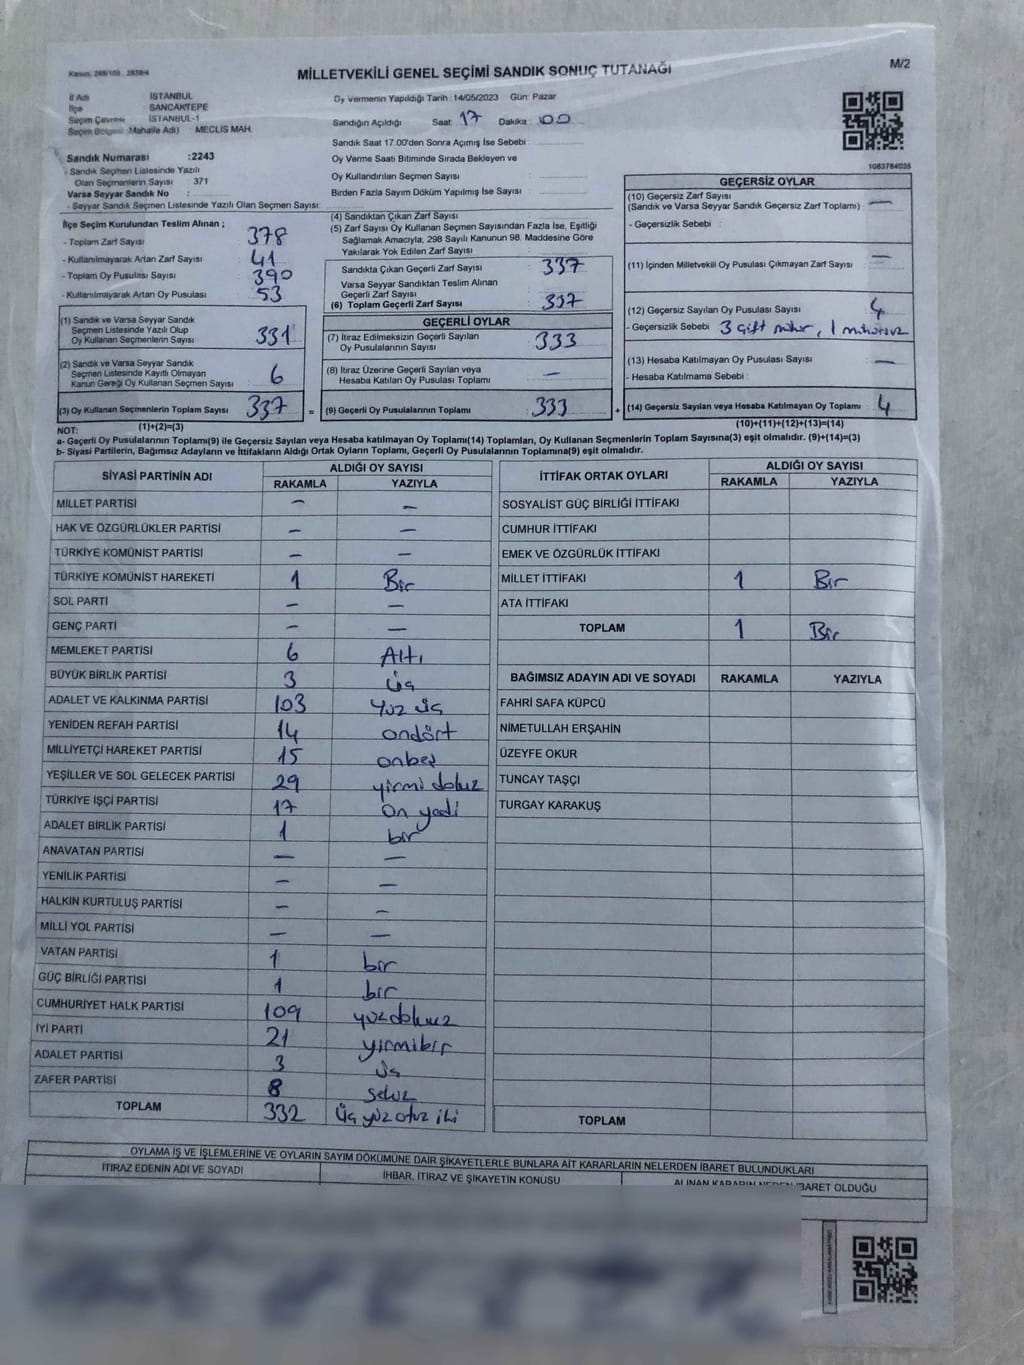 Kanun: 298/105 , 2839/4
MİLLETVEKİLİ GENEL SEÇİMİ SANDIK SONUÇ TUTANAĞI
M/2
İl Adı İSTANBUL
İlçe SANCAKTEPE
Seçim Çevresi İSTANBUL-1
Seçim Bölgesi (Mahalle Adı) MECLİS MAH.
Oy Vermenin Yapıldığı Tarih : 14/05/2023 Gün: Pazar
Sandığın Açıldığı Saat: 17 Dakika : 00
Sandık Saat 17.00'den Sonra Açımış İse Sebebi
Oy Verme Saati Bitiminde Sırada Bekleyen ve
Oy Kullandırılan Seçmen Sayısı :
Birden Fazla Sayım Döküm Yapılmış İse Sayısı :
1083784035
Sandık Numarası :2243
- Sandık Seçmen Listesinde Yazılı
Olan Seçmenlerin Sayısı 371
Varsa Seyyar Sandık No :
- Seyyar Sandık Seçmen Listesinde Yazılı Olan Seçmen Sayısı:
İlçe Seçim Kurulundan Teslim Alınan ;
- Toplam Zarf Sayısı 378
- Kullanılmayarak Artan Zarf Sayısı 41
- Toplam Oy Pusulası Sayısı 390
- Kullanılmayarak Artan Oy Pusulası 53
(1) Sandık ve Varsa Seyyar Sandık
Seçmen Listesinde Yazılı Olup
Oy Kullanan Seçmenlerin Sayısı 331
(2) Sandık ve Varsa Seyyar Sandık
Seçmen Listesinde Kayıtlı Olmayan
Kanun Gereği Oy Kullanan Seçmen Sayısı 6
(3) Oy Kullanan Seçmenlerin Toplam Sayısı 337
(1)+(2)=(3)
(4) Sandıktan Çıkan Zarf Sayısı :
(5) Zarf Sayısı Oy Kullanan Seçmen Sayısından Fazla İse, Eşitliği
Sağlamak Amacıyla, 298 Sayılı Kanunun 98. Maddesine Göre
Yakılarak Yok Edilen Zarf Sayısı :
Sandıkta Çıkan Geçerli Zarf Sayısı : 337
Varsa Seyyar Sandıktan Teslim Alınan
Geçerli Zarf Sayısı :
(6) Toplam Geçerli Zarf Sayısı : 337
GEÇERLİ OYLAR
(7) İtiraz Edilmeksizin Geçerli Sayılan
Oy Pusulalarının Sayısı : 333
(8) İtiraz Üzerine Geçerli Sayılan veya
Hesaba Katılan Oy Pusulası Toplamı : —
= (9) Geçerli Oy Pusulalarının Toplamı : 333
GEÇERSİZ OYLAR
(10) Geçersiz Zarf Sayısı
(Sandık ve Varsa Seyyar Sandık Geçersiz Zarf Toplamı) : —
- Geçersizlik Sebebi :
(11) İçinden Milletvekili Oy Pusulası Çıkmayan Zarf Sayısı : —
(12) Geçersiz Sayılan Oy Pusulası Sayısı : 4
- Geçersizlik Sebebi : 3 çift mühür, 1 mühürsüz
(13) Hesaba Katılmayan Oy Pusulası Sayısı : —
- Hesaba Katılmama Sebebi :
+ (14) Geçersiz Sayılan veya Hesaba Katılmayan Oy Toplamı : 4
(10)+(11)+(12)+(13)=(14)
NOT:
a- Geçerli Oy Pusulalarının Toplamı(9) ile Geçersiz Sayılan veya Hesaba katılmayan Oy Toplamı(14) Toplamları, Oy Kullanan Seçmenlerin Toplam Sayısına(3) eşit olmalıdır. (9)+(14)=(3)
b- Siyasi Partilerin, Bağımsız Adayların ve İttifakların Aldığı Ortak Oyların Toplamı, Geçerli Oy Pusulalarının Toplamına(9) eşit olmalıdır.
SİYASİ PARTİNİN ADI ALDIĞI OY SAYISI
RAKAMLA YAZIYLA
MİLLET PARTİSİ — —
HAK VE ÖZGÜRLÜKLER PARTİSİ — —
TÜRKİYE KOMÜNİST PARTİSİ — —
TÜRKİYE KOMÜNİST HAREKETİ 1 Bir
SOL PARTİ — —
GENÇ PARTİ — —
MEMLEKET PARTİSİ 6 Altı
BÜYÜK BİRLİK PARTİSİ 3 üç
ADALET VE KALKINMA PARTİSİ 103 Yüz üç
YENİDEN REFAH PARTİSİ 14 ondört
MİLLİYETÇİ HAREKET PARTİSİ 15 onbeş
YEŞİLLER VE SOL GELECEK PARTİSİ 29 yirmi dokuz
TÜRKİYE İŞÇİ PARTİSİ 17 On yedi
ADALET BİRLİK PARTİSİ 1 bir
ANAVATAN PARTİSİ — —
YENİLİK PARTİSİ — —
HALKIN KURTULUŞ PARTİSİ — —
MİLLİ YOL PARTİSİ — —
VATAN PARTİSİ 1 bir
GÜÇ BİRLİĞİ PARTİSİ 1 bir
CUMHURİYET HALK PARTİSİ 109 yüzdokuz
İYİ PARTİ 21 yirmibir
ADALET PARTİSİ 3 üç
ZAFER PARTİSİ 8 sekiz
TOPLAM 332 üç yüz otuz iki
İTTİFAK ORTAK OYLARI ALDIĞI OY SAYISI
RAKAMLA YAZIYLA
SOSYALİST GÜÇ BİRLİĞİ İTTİFAKI
CUMHUR İTTİFAKI
EMEK VE ÖZGÜRLÜK İTTİFAKI
MİLLET İTTİFAKI 1 Bir
ATA İTTİFAKI
TOPLAM 1 Bir
BAĞIMSIZ ADAYIN ADI VE SOYADI RAKAMLA YAZIYLA
FAHRİ SAFA KÜPCÜ
NİMETULLAH ERŞAHİN
ÜZEYFE OKUR
TUNCAY TAŞÇI
TURGAY KARAKUŞ
TOPLAM
OYLAMA İŞ VE İŞLEMLERİNE VE OYLARIN SAYIM DÖKÜMÜNE DAİR ŞİKAYETLERLE BUNLARA AİT KARARLARIN NELERDEN İBARET BULUNDUKLARI
İTİRAZ EDENİN ADI VE SOYADI
İHBAR, İTİRAZ VE ŞİKAYETİN KONUSU
ALINAN KARARIN NEDEN İBARET OLDUĞU